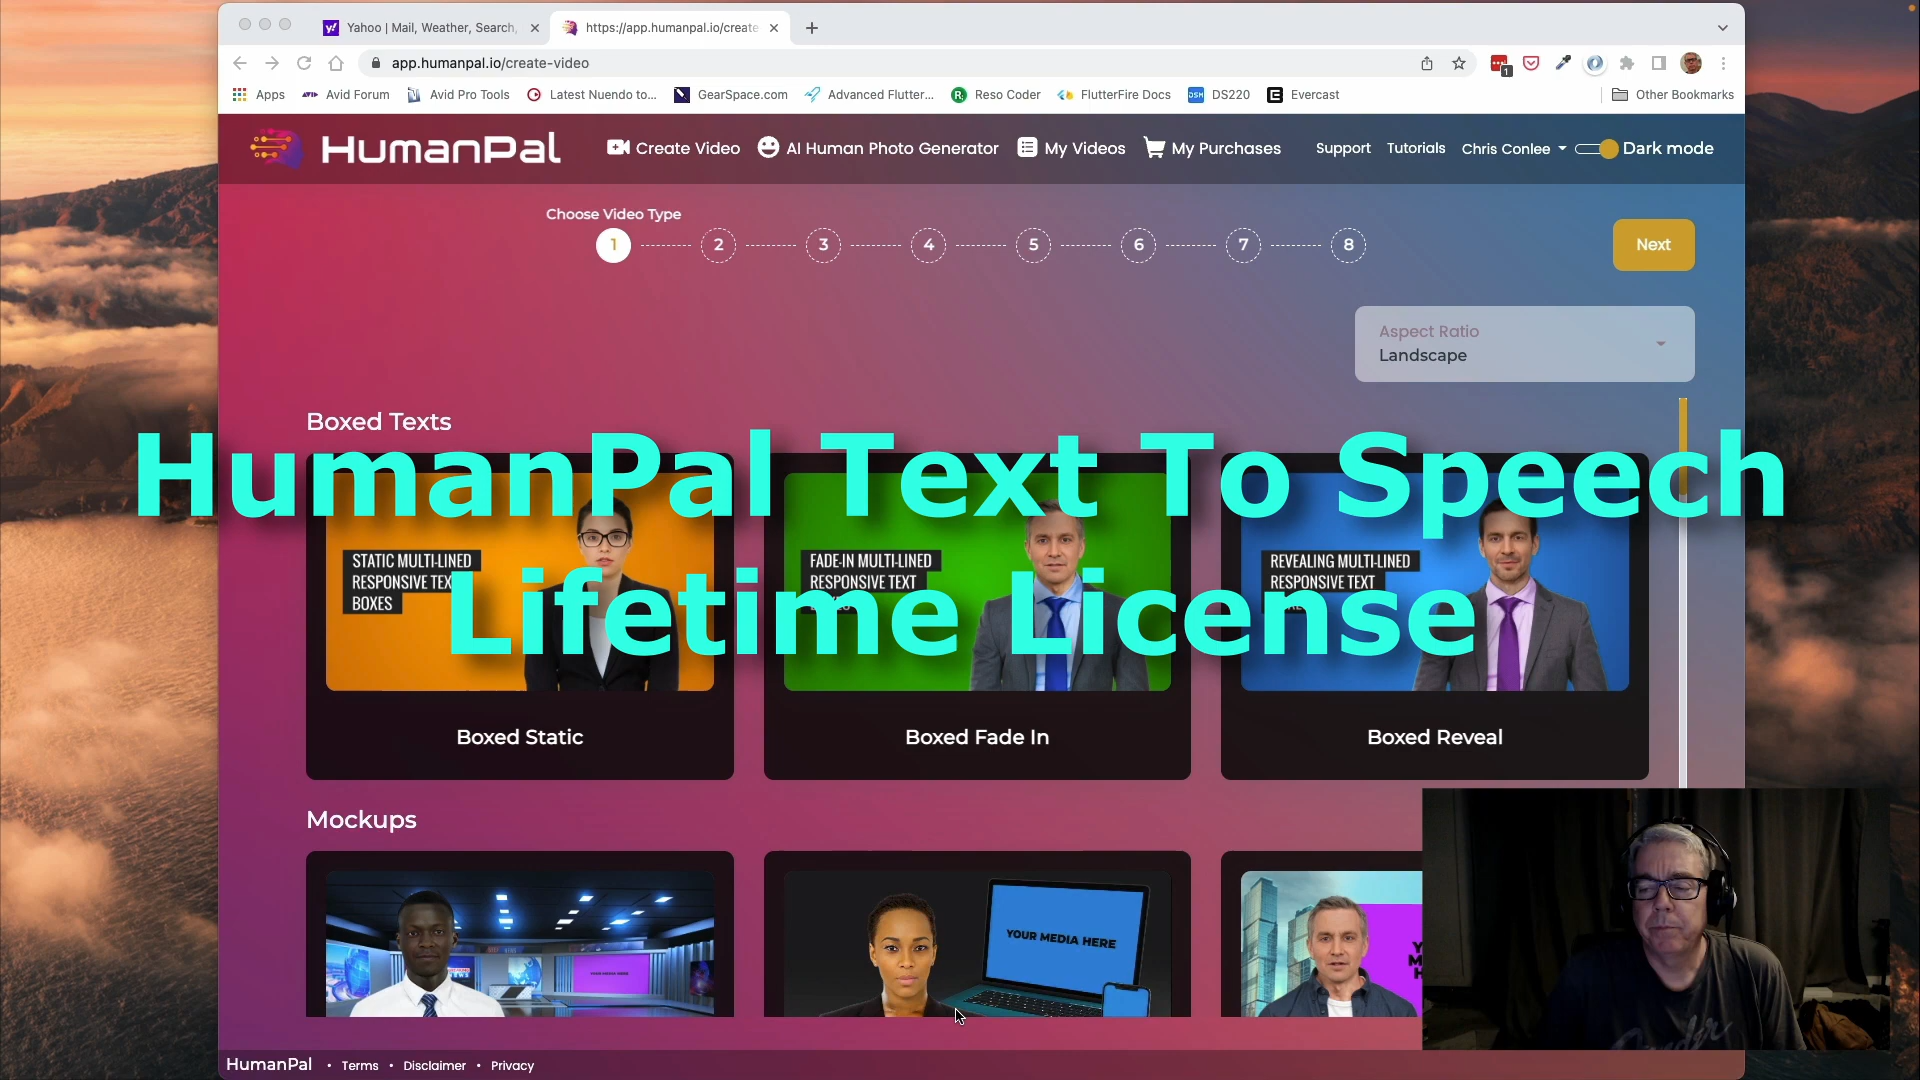 Yahoo | Mail, Weather, Search,
https://app.humanpal.io/create
app.humanpal.io/create-video
1
Apps
Avid Forum
Avid Pro Tools
Latest Nuendo to...
GearSpace.com
Advanced Flutter...
Reso Coder
FlutterFire Docs
DS220
Evercast
Other Bookmarks
HumanPal
Create Video
AI Human Photo Generator
My Videos
My Purchases
Support
Tutorials
Chris Conlee
Dark mode
Choose Video Type
1 2 3 4 5 6 7 8
Next
Aspect Ratio
Landscape
Boxed Texts
HumanPal Text To Speech
Lifetime License
STATIC MULTI-LINED
RESPONSIVE TEX
BOXES
FADE-IN MULTI-LINED
RESPONSIVE TEXT
REVEALING MULTI-LINED
RESPONSIVE TEXT
Boxed Static
Boxed Fade In
Boxed Reveal
Mockups
YOUR MEDIA HERE
YOUR MEDIA HERE
HumanPal • Terms • Disclaimer • Privacy